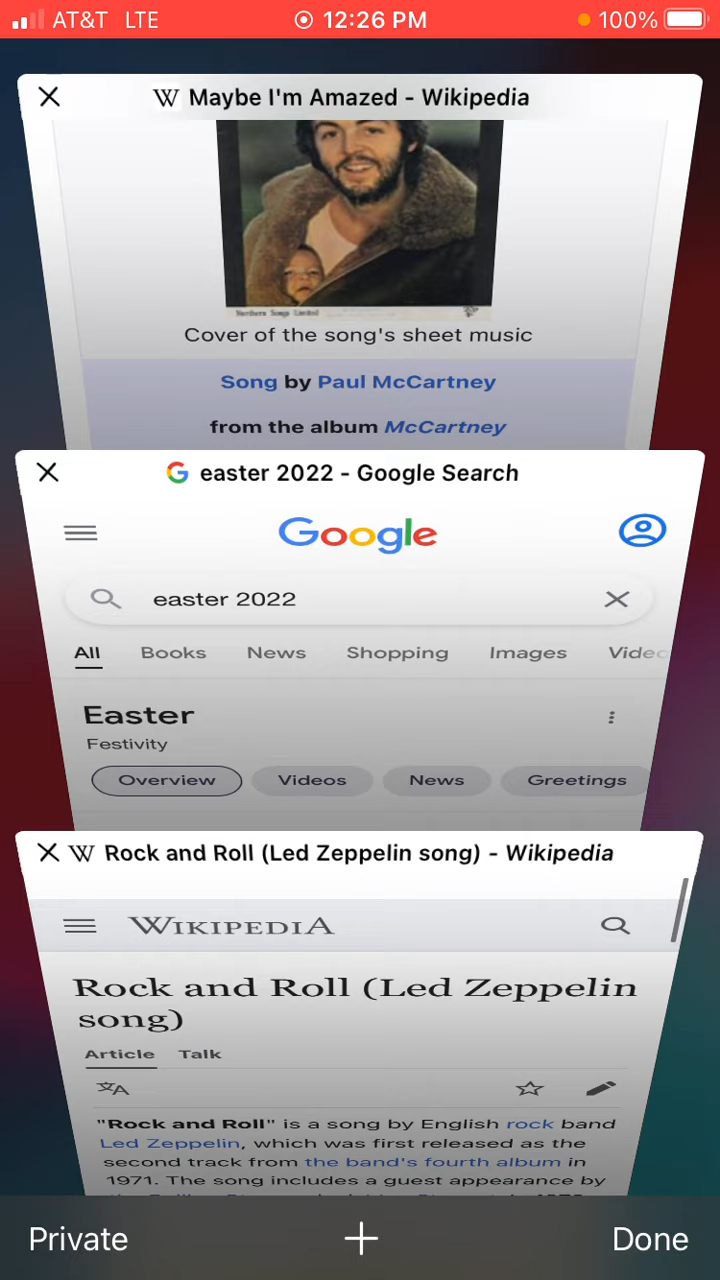 AT&T LTE 12:26 PM 100%
Maybe I'm Amazed - Wikipedia
Northern Songs Limited
Cover of the song's sheet music
Song by Paul McCartney
from the album McCartney
easter 2022 - Google Search
Google
easter 2022
All Books News Shopping Images Video
Easter
Festivity
Overview Videos News Greetings
W Rock and Roll (Led Zeppelin song) - Wikipedia
WIKIPEDIA
Rock and Roll (Led Zeppelin
song)
Article Talk
"Rock and Roll" is a song by English rock band
Led Zeppelin, which was first released as the
second track from the band's fourth album in
1971. The song includes a guest appearance by
Private + Done